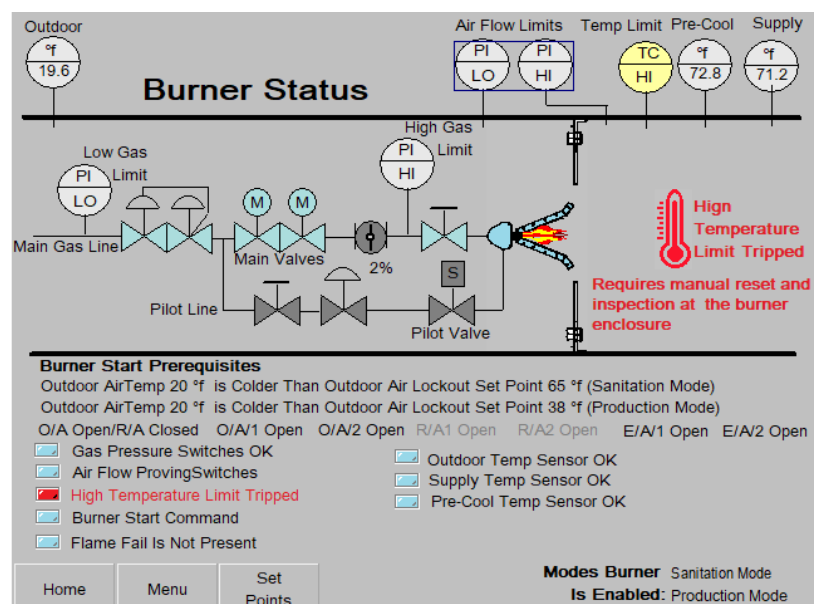 Outdoor
Air Flow Limits
Temp Limit
Pre-Cool
Supply
°f
19.6
PI
LO
PI
HI
TC
HI
°f
72.8
°f
71.2
Burner Status
High Gas
Limit
PI
HI
Low Gas
Limit
PI
LO
M
M
Main Gas Line
Main Valves
2%
S
Pilot Line
Pilot Valve
Hign
Temperature
Limit Tripped
Requires manual reset and
inspection at the burner
enclosure
Burner Start Prerequisites
Outdoor AirTemp 20 °f is Colder Than Outdoor Air Lockout Set Point 65 °f (Sanitation Mode)
Outdoor AirTemp 20 °f is Colder Than Outdoor Air Lockout Set Point 38 °f (Production Mode)
O/A Open/R/A Closed O/A/1 Open O/A/2 Open R/A1 Open R/A2 Open E/A/1 Open E/A/2 Open
Gas Pressure Switches OK
Air Flow ProvingSwitches
High Temperature Limit Tripped
Burner Start Command
Flame Fail Is Not Present
Outdoor Temp Sensor OK
Supply Temp Sensor OK
Pre-Cool Temp Sensor OK
Home
Menu
Set
Points
Modes Burner Sanitation Mode
Is Enabled: Production Mode